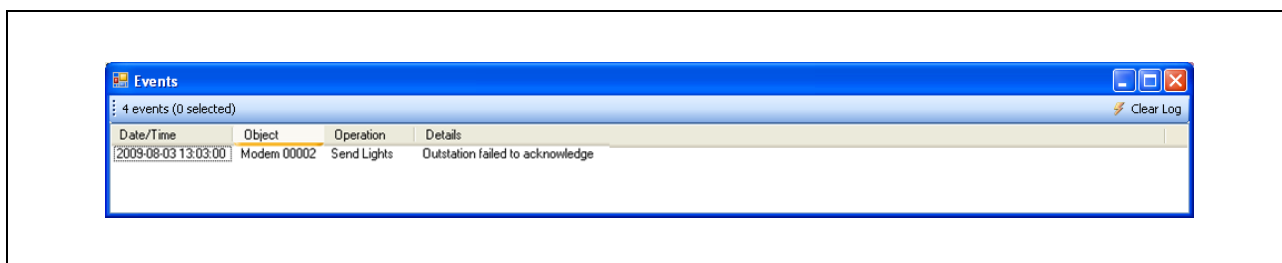 Events
4 events (0 selected) Clear Log
Date/Time Object Operation Details
2009-08-03 13:03:00 Modem 00002 Send Lights Outstation failed to acknowledge